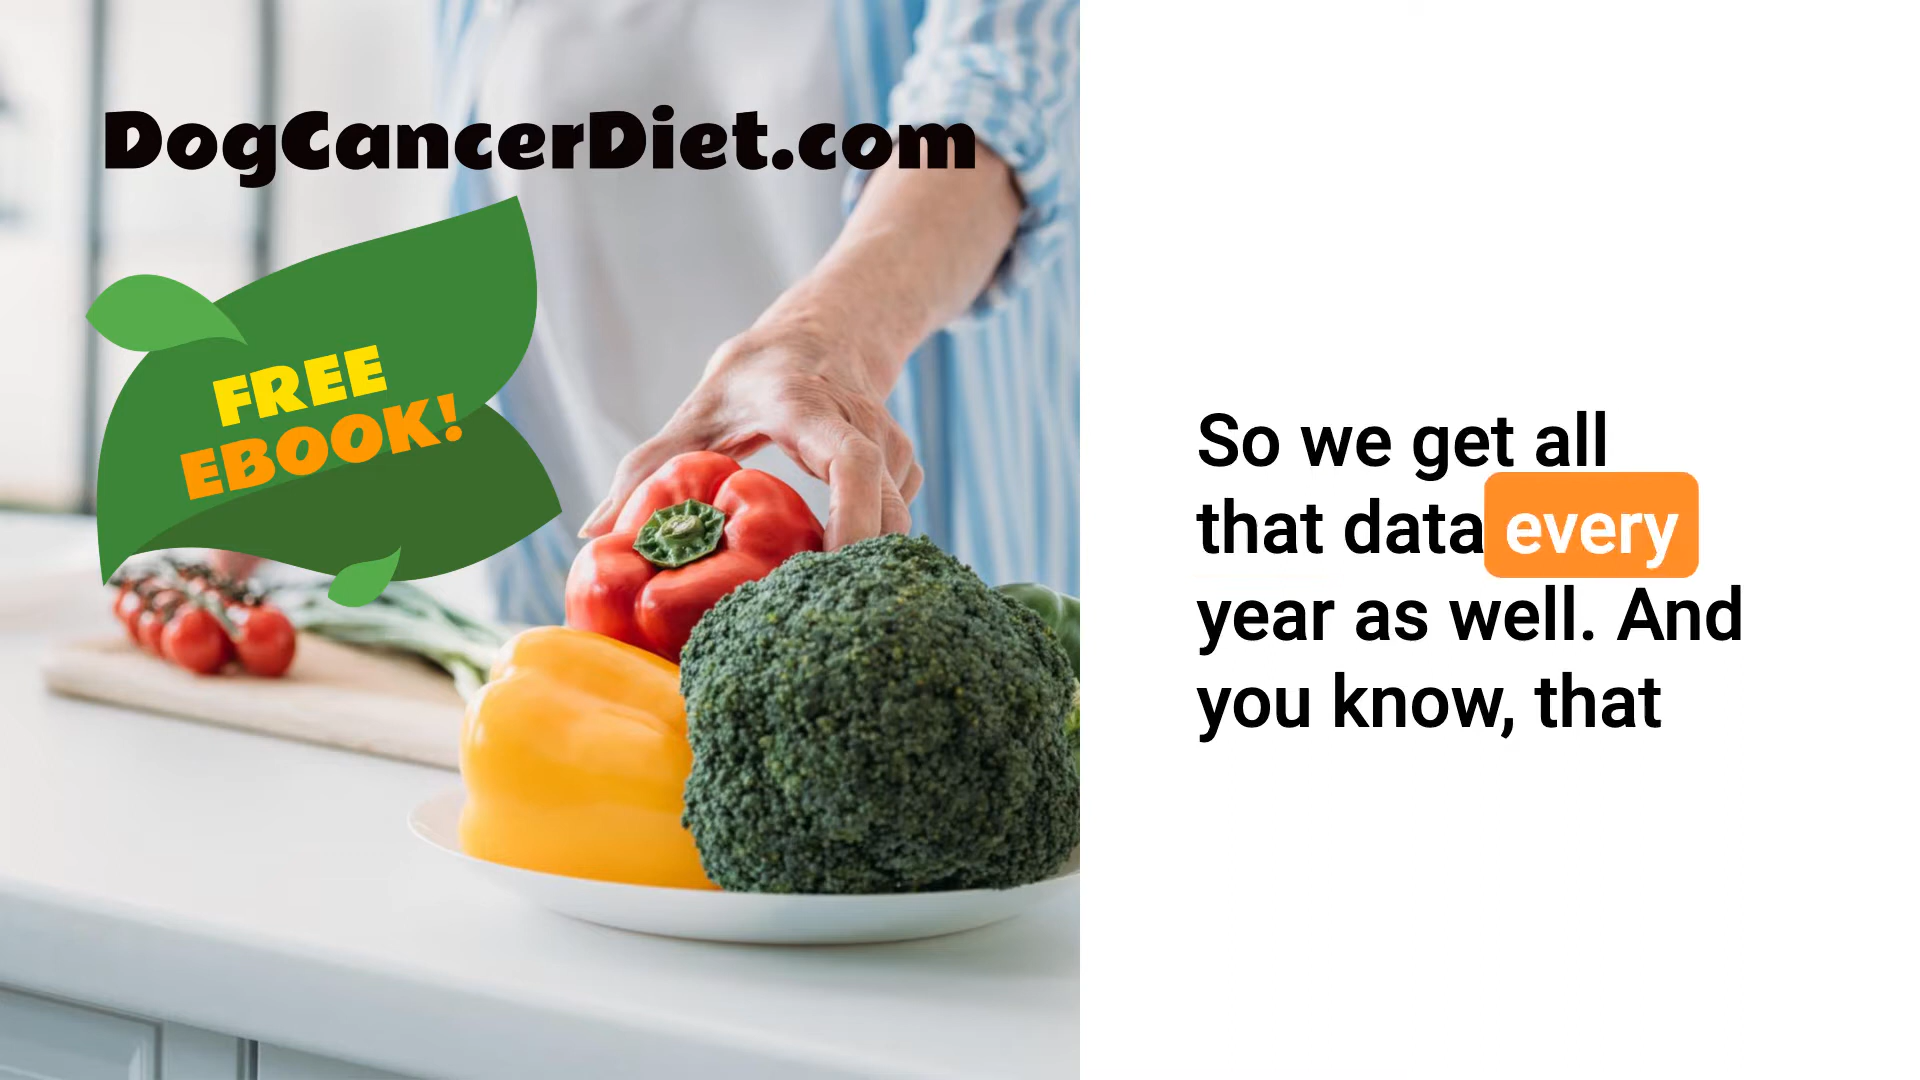 DogCancerDiet.com
FREE
EBOOK!
So we get all
that data every
year as well. And
you know, that